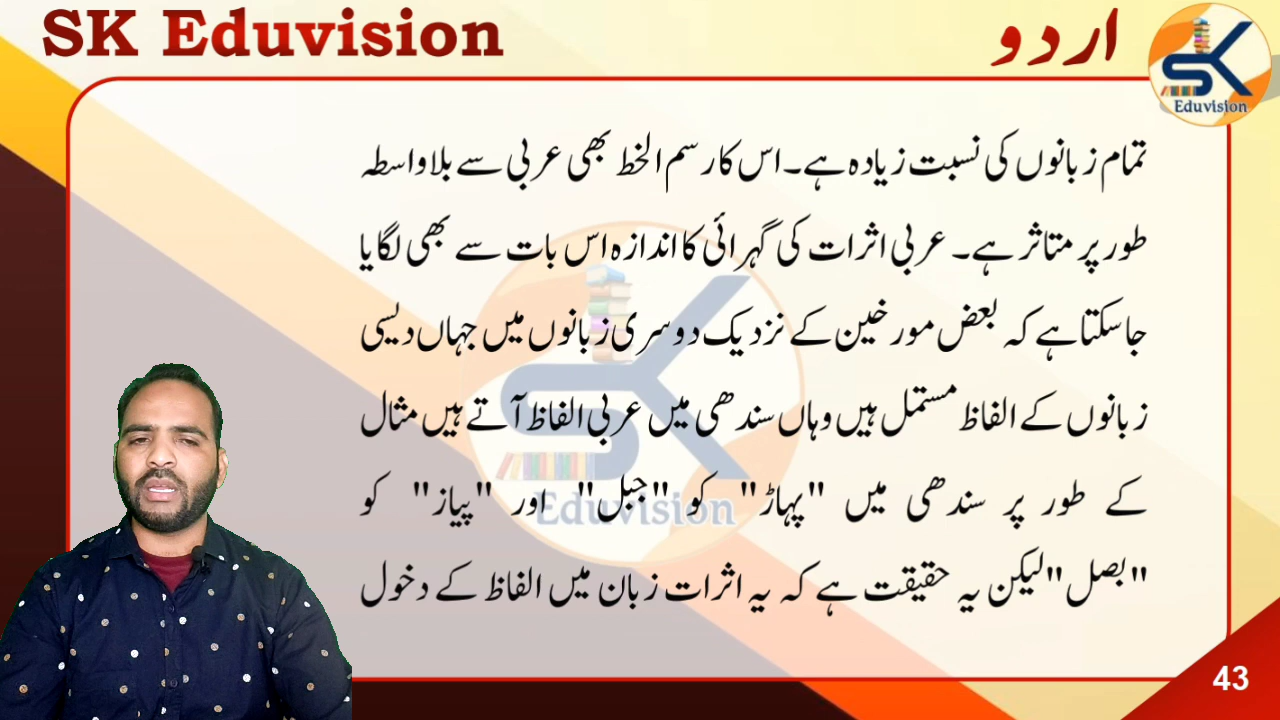 SK Eduvision
اردو
SK
Eduvision
تمام زبانوں کی نسبت زیادہ ہے۔ اس کا رسم الخط بھی عربی سے بلاواسطہ
طور پر متاثر ہے۔ عربی اثرات کی گہرائی کا اندازہ اس بات سے بھی لگایا
جاسکتا ہے کہ بعض مورخین کے نزدیک دوسری زبانوں میں جہاں دیسی
زبانوں کے الفاظ مستمل ہیں وہاں سندھی میں عربی الفاظ آتے ہیں مثال
کے طور پر سندھی میں "پہاڑ" کو "جبل" اور "پیاز" کو
"بصل" لیکن یہ حقیقت ہے کہ یہ اثرات زبان میں الفاظ کے دخول
SK
Eduvision
43